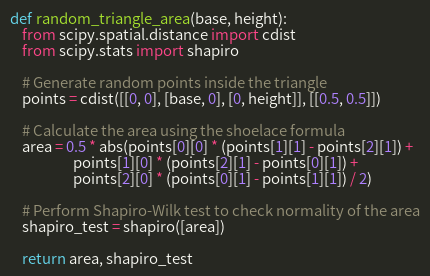 def random_triangle_area(base, height):
from scipy.spatial.distance import cdist
from scipy.stats import shapiro
# Generate random points inside the triangle
points = cdist([[0, 0], [base, 0], [0, height]], [[0.5, 0.5]])
# Calculate the area using the shoelace formula
area = 0.5 * abs(points[0][0] * (points[1][1] - points[2][1]) +
points[1][0] * (points[2][1] - points[0][1]) +
points[2][0] * (points[0][1] - points[1][1]) / 2)
# Perform Shapiro-Wilk test to check normality of the area
shapiro_test = shapiro([area])
return area, shapiro_test